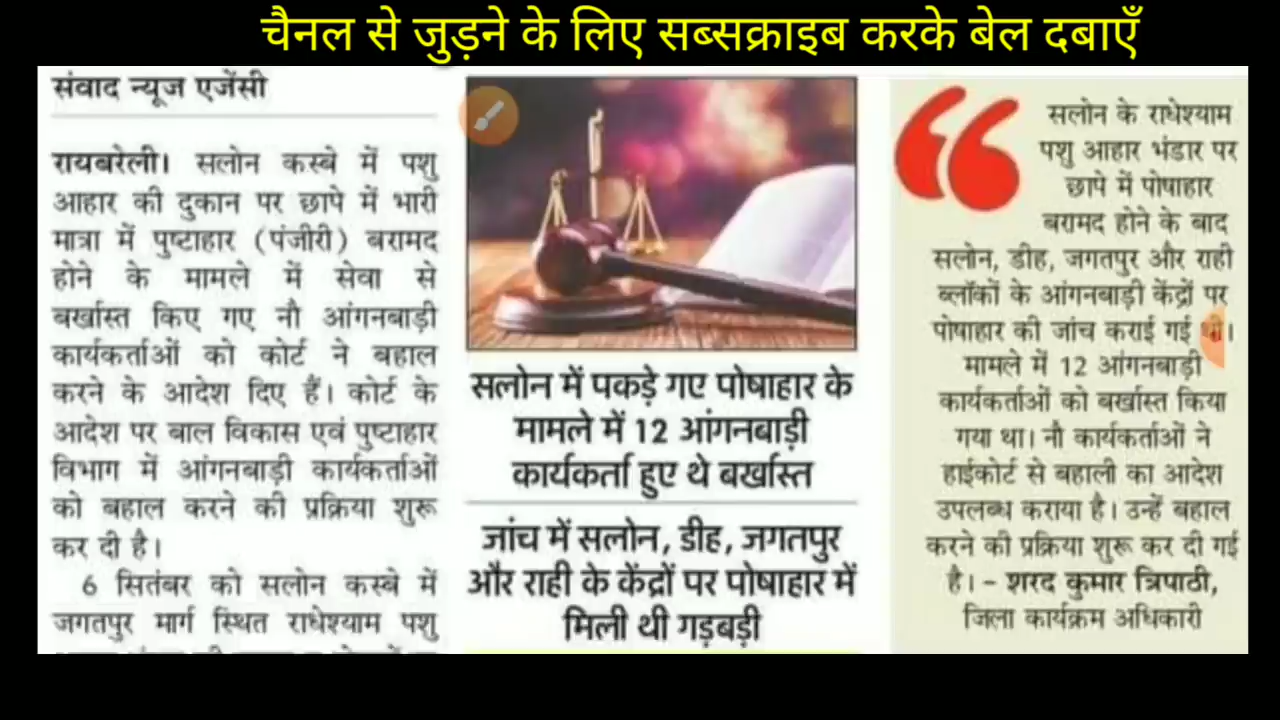 चैनल से जुड़ने के लिए सब्सक्राइब करके बेल दबाएँ
संवाद न्यूज एजेंसी
रायबरेली। सलोन कस्बे में पशु
आहार की दुकान पर छापे में भारी
मात्रा में पुष्टाहार (पंजीरी) बरामद
होने के मामले में सेवा से
बर्खास्त किए गए नौ आंगनबाड़ी
कार्यकर्ताओं को कोर्ट ने बहाल
करने के आदेश दिए हैं। कोर्ट के
आदेश पर बाल विकास एवं पुष्टाहार
विभाग में आंगनबाड़ी कार्यकर्ताओं
को बहाल करने की प्रक्रिया शुरू
कर दी है।
6 सितंबर को सलोन कस्बे में
जगतपुर मार्ग स्थित राधेश्याम पशु
सलोन में पकड़े गए पोषाहार के
मामले में 12 आंगनबाड़ी
कार्यकर्ता हुए थे बर्खास्त
जांच में सलोन, डीह, जगतपुर
और राही के केंद्रों पर पोषाहार में
मिली थी गड़बड़ी
सलोन के राधेश्याम
पशु आहार भंडार पर
छापे में पोषाहार
बरामद होने के बाद
सलोन, डीह, जगतपुर और राही
ब्लॉकों के आंगनबाड़ी केंद्रों पर
पोषाहार की जांच कराई गई थी।
मामले में 12 आंगनबाड़ी
कार्यकर्ताओं को बर्खास्त किया
गया था। नौ कार्यकर्ताओं ने
हाईकोर्ट से बहाली का आदेश
उपलब्ध कराया है। उन्हें बहाल
करने की प्रक्रिया शुरू कर दी गई
है। – शरद कुमार त्रिपाठी,
जिला कार्यक्रम अधिकारी